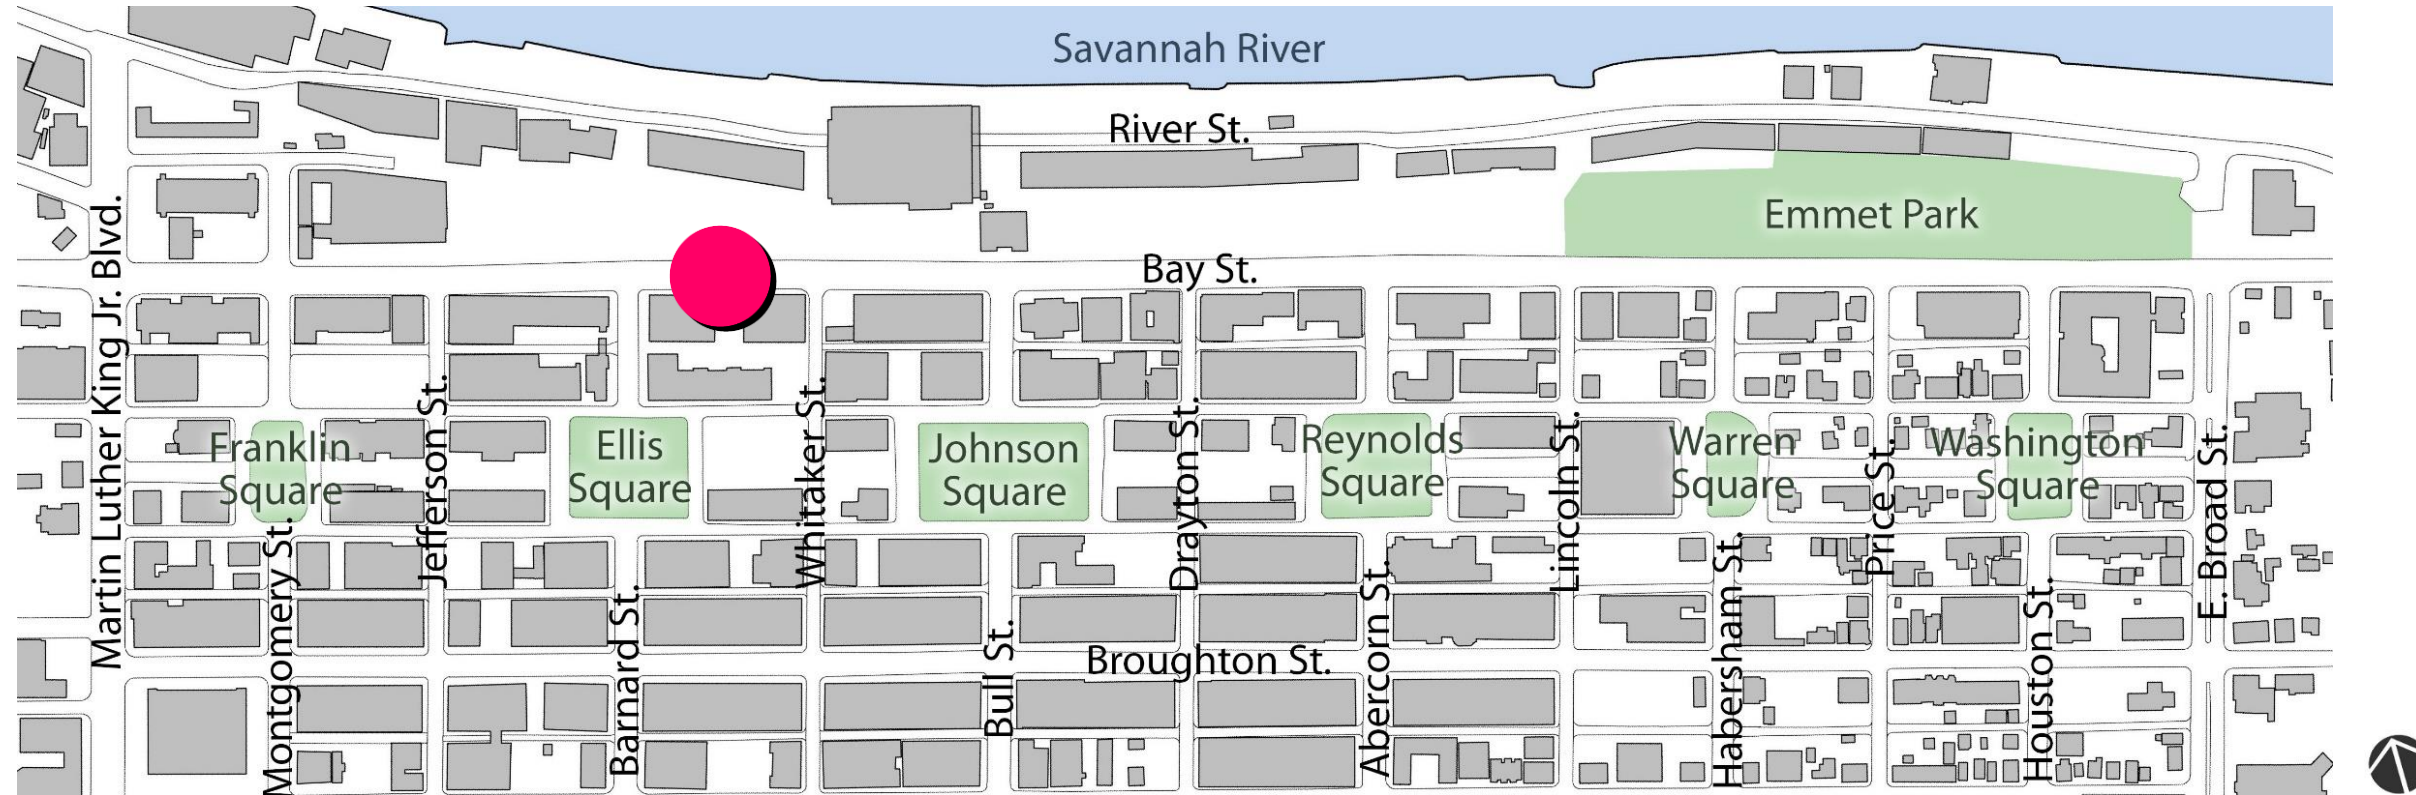 Savannah River
River St.
Emmet Park
Bay St.
Martin Luther King Jr. Blvd.
Franklin
Square
Montgomery St.
Jefferson St.
Ellis
Square
Barnard St.
Whitaker St.
Johnson
Square
Bull St.
Drayton St.
Reynolds
Square
Abercorn St.
Lincoln St.
Warren
Square
Habersham St.
Price St.
Washington
Square
Houston St.
E. Broad St.
Broughton St.